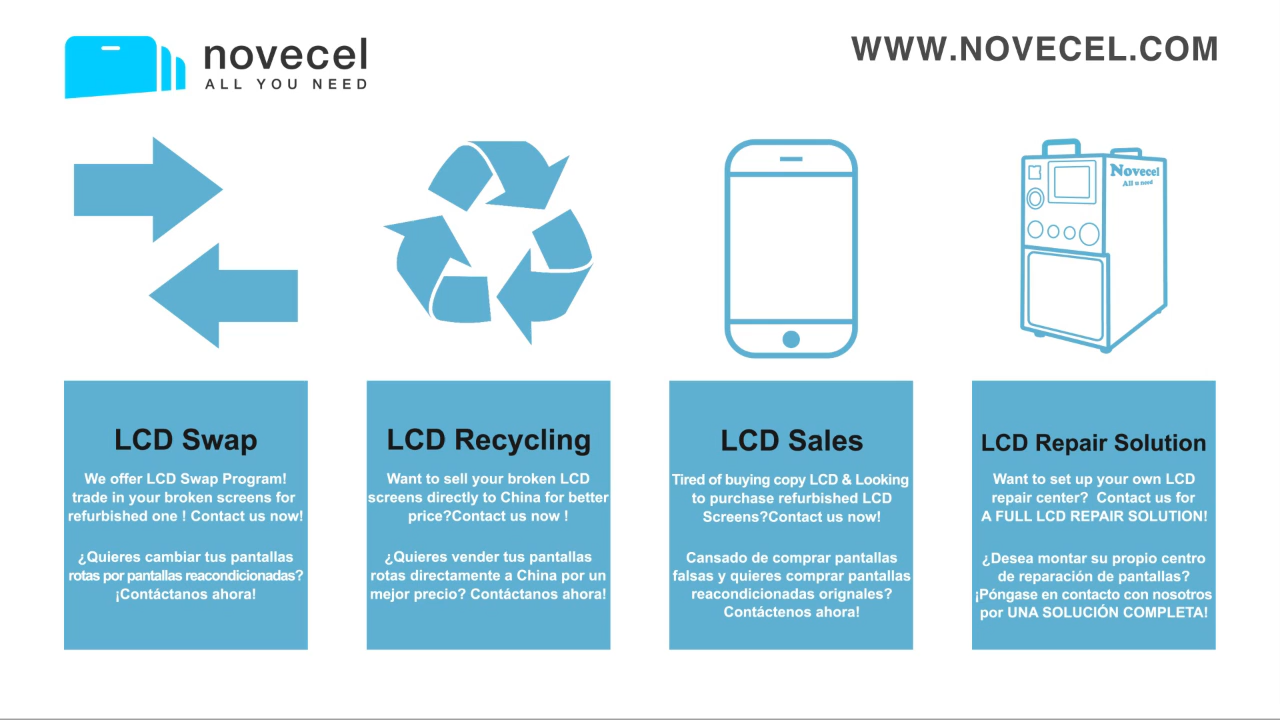 novecel
ALL YOU NEED
WWW.NOVECEL.COM
Novecel
All u need
LCD Swap
We offer LCD Swap Program!
trade in your broken screens for
refurbished one ! Contact us now!
¿Quieres cambiar tus pantallas
rotas por pantallas reacondicionadas?
¡Contáctanos ahora!
LCD Recycling
Want to sell your broken LCD
screens directly to China for better
price?Contact us now !
¿Quieres vender tus pantallas
rotas directamente a China por un
mejor precio? Contáctanos ahora!
LCD Sales
Tired of buying copy LCD & Looking
to purchase refurbished LCD
Screens?Contact us now!
Cansado de comprar pantallas
falsas y quieres comprar pantallas
reacondicionadas orignales?
Contáctenos ahora!
LCD Repair Solution
Want to set up your own LCD
repair center?  Contact us for
A FULL LCD REPAIR SOLUTION!
¿Desea montar su propio centro
de reparación de pantallas?
¡Póngase en contacto con nosotros
por UNA SOLUCIÓN COMPLETA!